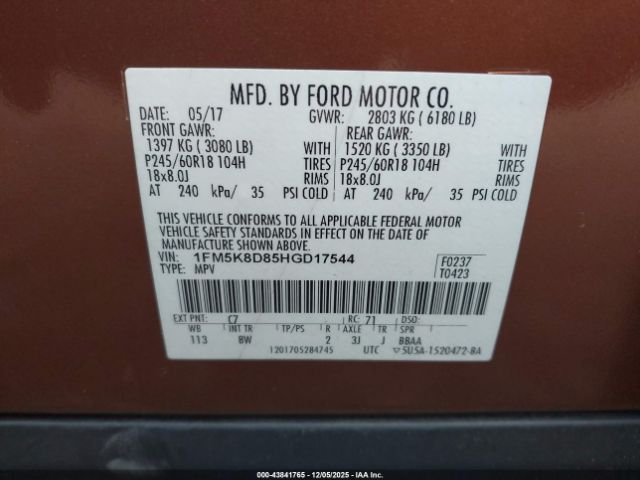 MFD. BY FORD MOTOR CO.
DATE: 05/17 GVWR: 2803 KG ( 6180 LB)
FRONT GAWR: REAR GAWR:
1397 KG ( 3080 LB) WITH 1520 KG ( 3350 LB) WITH
P245/60R18 104H TIRES P245/60R18 104H TIRES
18x8.0J RIMS 18x8.0J RIMS
AT 240 kPa/ 35 PSI COLD AT 240 kPa/ 35 PSI COLD
THIS VEHICLE CONFORMS TO ALL APPLICABLE FEDERAL MOTOR
VEHICLE SAFETY STANDARDS IN EFFECT ON THE DATE OF
MANUFACTURE SHOWN ABOVE.
VIN: 1FM5K8D85HGD17544 F0237
TYPE: MPV T0423
EXT PNT: C7 RC: 71 DSO:
WB INT TR TP/PS R AXLE TR SPR
113 8W 2 3J J BBAA
1201705284745 UTC ▽5U5A-1520472-BA
000-43841765 - 12/05/2025 - IAA Inc.